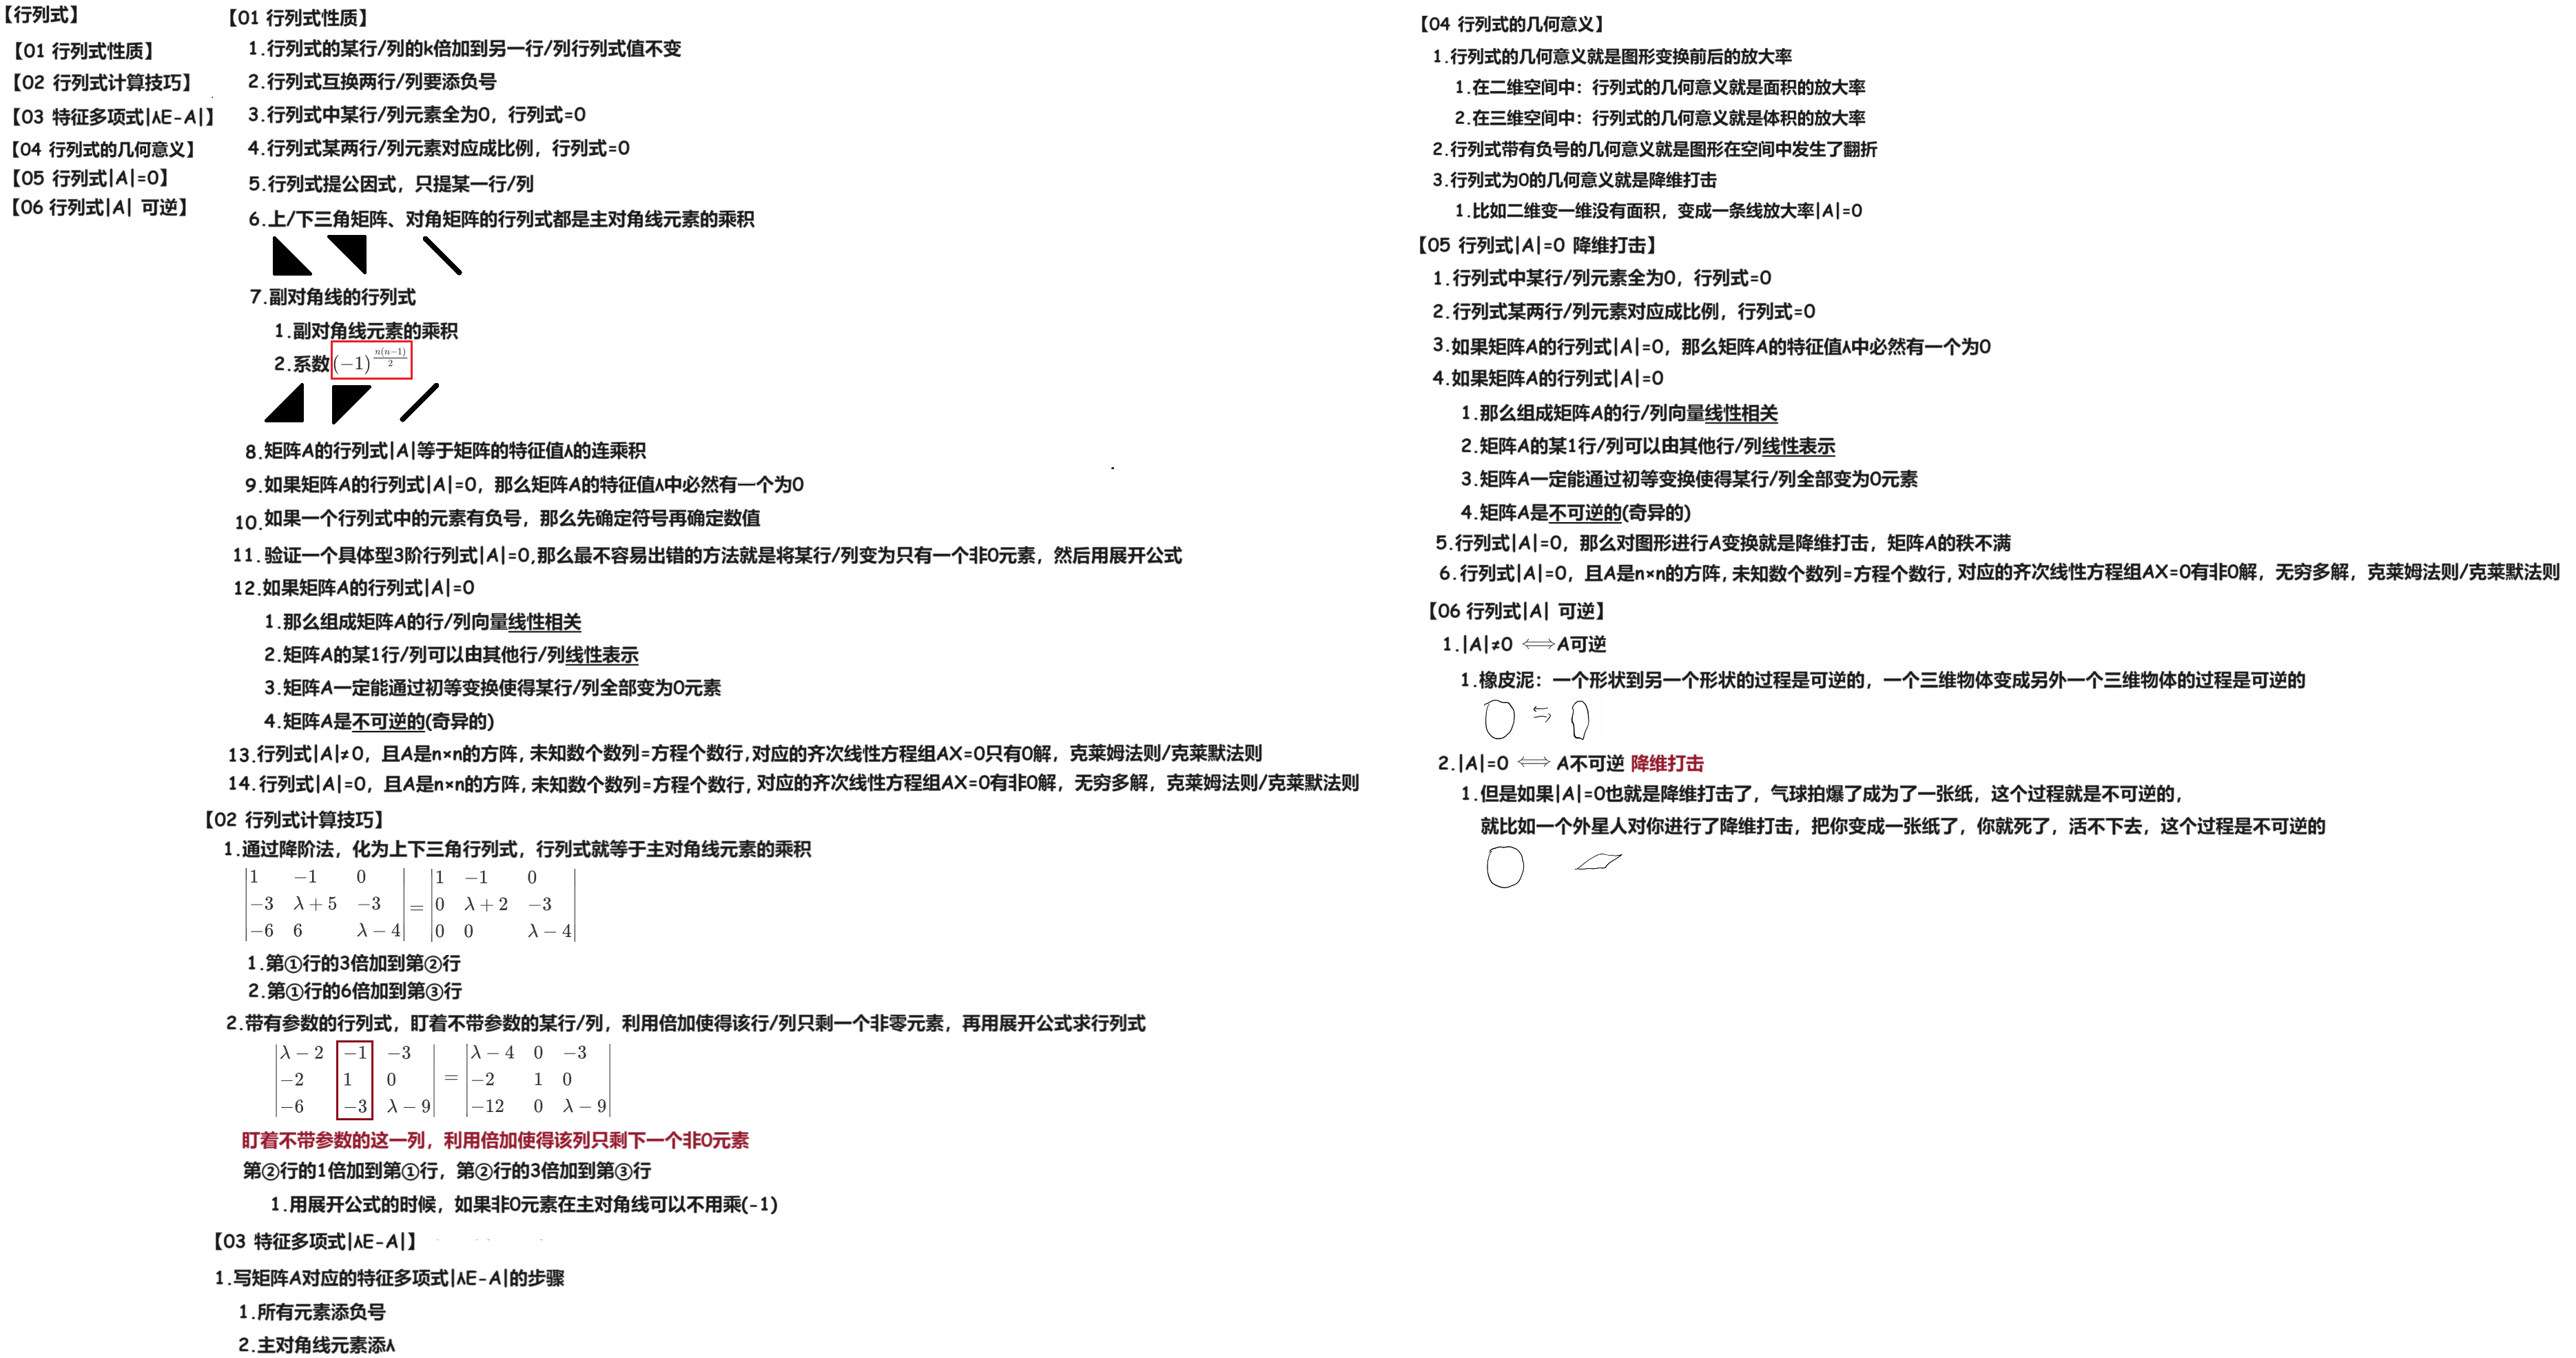 【行列式】
【01 行列式性质】
【02 行列式计算技巧】
【03 特征多项式|λE-A|】
【04 行列式的几何意义】
【05 行列式|A|=0】
【06 行列式|A| 可逆】
【01 行列式性质】
1.行列式的某行/列的k倍加到另一行/列行列式值不变
2.行列式互换两行/列要添负号
3.行列式中某行/列元素全为0，行列式=0
4.行列式某两行/列元素对应成比例，行列式=0
5.行列式提公因式，只提某一行/列
6.上/下三角矩阵、对角矩阵的行列式都是主对角线元素的乘积
7.副对角线的行列式
1.副对角线元素的乘积
2.系数(-1)^{\frac{n(n-1)}{2}}
8.矩阵A的行列式|A|等于矩阵的特征值λ的连乘积
9.如果矩阵A的行列式|A|=0，那么矩阵A的特征值λ中必然有一个为0
10.如果一个行列式中的元素有负号，那么先确定符号再确定数值
11.验证一个具体型3阶行列式|A|=0,那么最不容易出错的方法就是将某行/列变为只有一个非0元素，然后用展开公式
12.如果矩阵A的行列式|A|=0
1.那么组成矩阵A的行/列向量线性相关
2.矩阵A的某1行/列可以由其他行/列线性表示
3.矩阵A一定能通过初等变换使得某行/列全部变为0元素
4.矩阵A是不可逆的(奇异的)
13.行列式|A|≠0，且A是n×n的方阵,未知数个数列=方程个数行,对应的齐次线性方程组AX=0只有0解，克莱姆法则/克莱默法则
14.行列式|A|=0，且A是n×n的方阵,未知数个数列=方程个数行,对应的齐次线性方程组AX=0有非0解，无穷多解，克莱姆法则/克莱默法则
【02 行列式计算技巧】
1.通过降阶法，化为上下三角行列式，行列式就等于主对角线元素的乘积
|1 -1 0| |1 -1 0|
|-3 λ+5 -3| = |0 λ+2 -3|
|-6 6 λ-4| |0 0 λ-4|
1.第①行的3倍加到第②行
2.第①行的6倍加到第③行
2.带有参数的行列式，盯着不带参数的某行/列，利用倍加使得该行/列只剩一个非零元素，再用展开公式求行列式
|λ-2 -1 -3| |λ-4 0 -3|
|-2 1 0| = |-2 1 0|
|-6 -3 λ-9| |-12 0 λ-9|
盯着不带参数的这一列，利用倍加使得该列只剩下一个非0元素
第②行的1倍加到第①行，第②行的3倍加到第③行
1.用展开公式的时候，如果非0元素在主对角线可以不用乘(-1)
【03 特征多项式|λE-A|】
1.写矩阵A对应的特征多项式|λE-A|的步骤
1.所有元素添负号
2.主对角线元素添λ
【04 行列式的几何意义】
1.行列式的几何意义就是图形变换前后的放大率
1.在二维空间中：行列式的几何意义就是面积的放大率
2.在三维空间中：行列式的几何意义就是体积的放大率
2.行列式带有负号的几何意义就是图形在空间中发生了翻折
3.行列式为0的几何意义就是降维打击
1.比如二维变一维没有面积，变成一条线放大率|A|=0
【05 行列式|A|=0 降维打击】
1.行列式中某行/列元素全为0，行列式=0
2.行列式某两行/列元素对应成比例，行列式=0
3.如果矩阵A的行列式|A|=0，那么矩阵A的特征值λ中必然有一个为0
4.如果矩阵A的行列式|A|=0
1.那么组成矩阵A的行/列向量线性相关
2.矩阵A的某1行/列可以由其他行/列线性表示
3.矩阵A一定能通过初等变换使得某行/列全部变为0元素
4.矩阵A是不可逆的(奇异的)
5.行列式|A|=0，那么对图形进行A变换就是降维打击，矩阵A的秩不满
6.行列式|A|=0，且A是n×n的方阵,未知数个数列=方程个数行,对应的齐次线性方程组AX=0有非0解，无穷多解，克莱姆法则/克莱默法则
【06 行列式|A| 可逆】
1.|A|≠0 ⟺A可逆
1.橡皮泥：一个形状到另一个形状的过程是可逆的，一个三维物体变成另外一个三维物体的过程是可逆的
2.|A|=0 ⟺ A不可逆 降维打击
1.但是如果|A|=0也就是降维打击了，气球拍爆了成为了一张纸，这个过程就是不可逆的，
就比如一个外星人对你进行了降维打击，把你变成一张纸了，你就死了，活不下去，这个过程是不可逆的